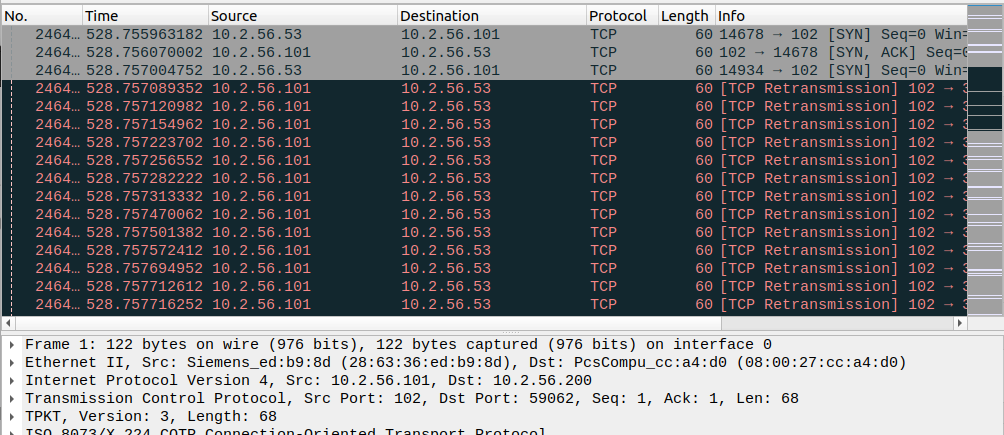 No. Time Source Destination Protocol Length Info
2464… 528.755963182 10.2.56.53 10.2.56.101 TCP 60 14678 → 102 [SYN] Seq=0 Win=
2464… 528.756070002 10.2.56.101 10.2.56.53 TCP 60 102 → 14678 [SYN, ACK] Seq=0
2464… 528.757004752 10.2.56.53 10.2.56.101 TCP 60 14934 → 102 [SYN] Seq=0 Win=
2464… 528.757089352 10.2.56.101 10.2.56.53 TCP 60 [TCP Retransmission] 102 → 3
2464… 528.757120982 10.2.56.101 10.2.56.53 TCP 60 [TCP Retransmission] 102 → 3
2464… 528.757154962 10.2.56.101 10.2.56.53 TCP 60 [TCP Retransmission] 102 → 3
2464… 528.757223702 10.2.56.101 10.2.56.53 TCP 60 [TCP Retransmission] 102 → 3
2464… 528.757256552 10.2.56.101 10.2.56.53 TCP 60 [TCP Retransmission] 102 → 3
2464… 528.757282222 10.2.56.101 10.2.56.53 TCP 60 [TCP Retransmission] 102 → 3
2464… 528.757313332 10.2.56.101 10.2.56.53 TCP 60 [TCP Retransmission] 102 → 3
2464… 528.757470062 10.2.56.101 10.2.56.53 TCP 60 [TCP Retransmission] 102 → 3
2464… 528.757501382 10.2.56.101 10.2.56.53 TCP 60 [TCP Retransmission] 102 → 3
2464… 528.757572412 10.2.56.101 10.2.56.53 TCP 60 [TCP Retransmission] 102 → 3
2464… 528.757694952 10.2.56.101 10.2.56.53 TCP 60 [TCP Retransmission] 102 → 3
2464… 528.757712612 10.2.56.101 10.2.56.53 TCP 60 [TCP Retransmission] 102 → 3
2464… 528.757716252 10.2.56.101 10.2.56.53 TCP 60 [TCP Retransmission] 102 → 3
Frame 1: 122 bytes on wire (976 bits), 122 bytes captured (976 bits) on interface 0
Ethernet II, Src: Siemens_ed:b9:8d (28:63:36:ed:b9:8d), Dst: PcsCompu_cc:a4:d0 (08:00:27:cc:a4:d0)
Internet Protocol Version 4, Src: 10.2.56.101, Dst: 10.2.56.200
Transmission Control Protocol, Src Port: 102, Dst Port: 59062, Seq: 1, Ack: 1, Len: 68
TPKT, Version: 3, Length: 68
ISO 8073/X.224 COTP Connection-Oriented Transport Protocol